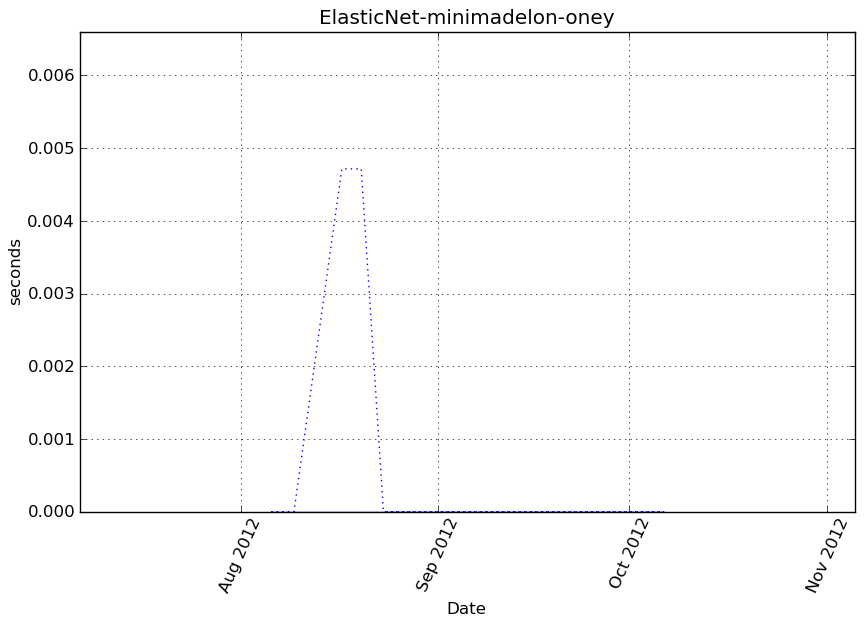 ElasticNet-minimadelon-oney
0.006
0.005
0.004
0.003
0.002
0.001
0.000
seconds
Aug 2012
Sep 2012
Oct 2012
Nov 2012
Date